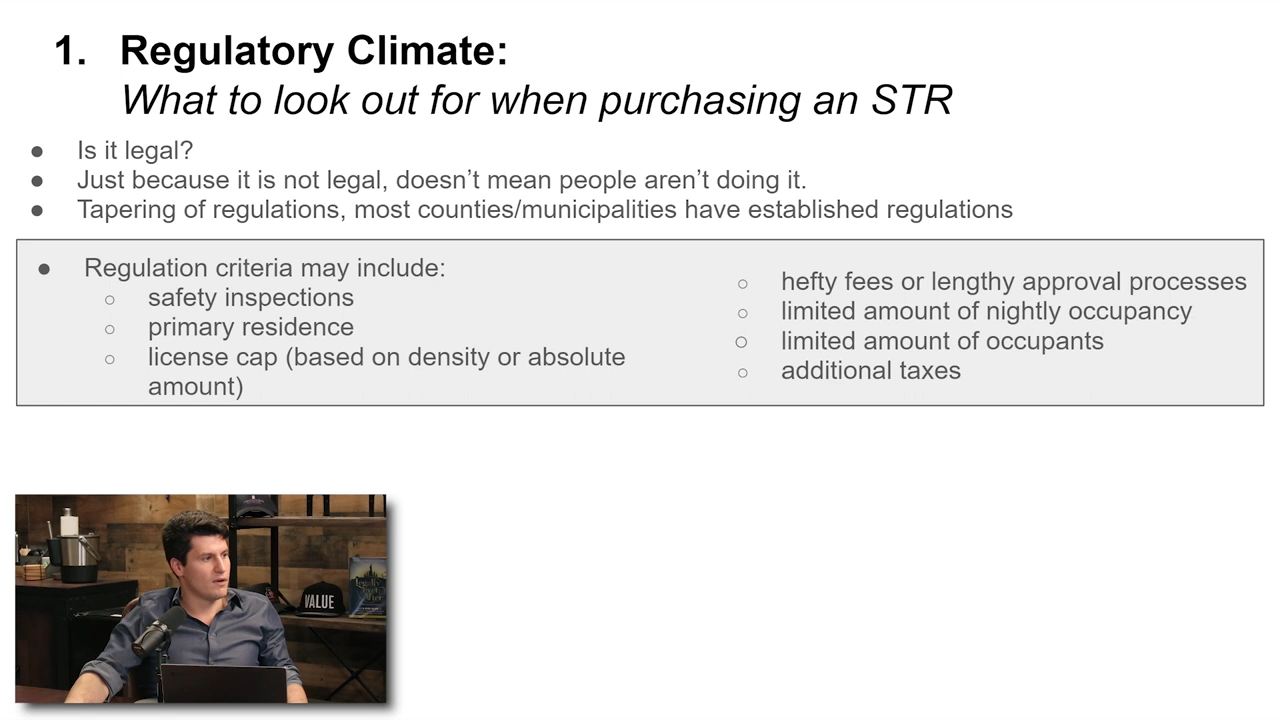 1. Regulatory Climate:
What to look out for when purchasing an STR
● Is it legal?
● Just because it is not legal, doesn’t mean people aren’t doing it.
● Tapering of regulations, most counties/municipalities have established regulations
● Regulation criteria may include:
○ safety inspections
○ primary residence
○ license cap (based on density or absolute
amount)
○ hefty fees or lengthy approval processes
○ limited amount of nightly occupancy
○ limited amount of occupants
○ additional taxes
VALUE